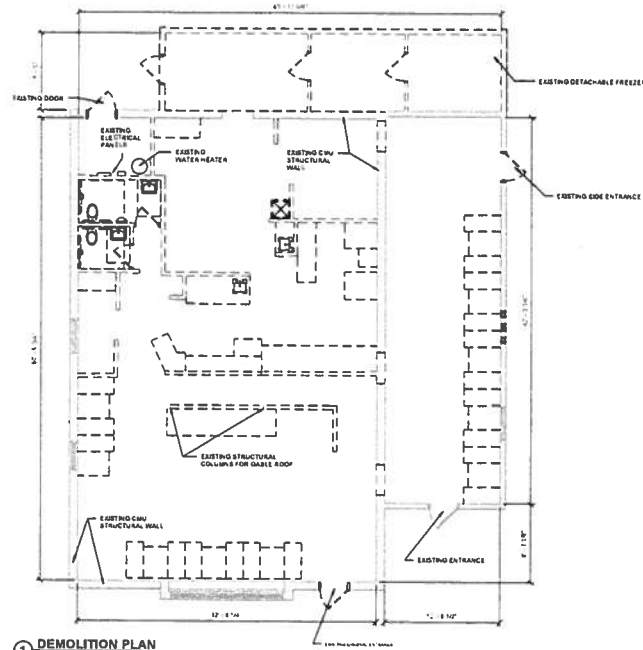 EXISTING DETACHABLE FREEZER
EXISTING DOOR
EXISTING
ELECTRICAL
PANELS
EXISTING
WATER HEATER
EXISTING CMU
STRUCTURAL
WALL
EXISTING SIDE ENTRANCE
EXISTING STRUCTURAL
COLUMNS FOR GABLE ROOF
EXISTING CMU
STRUCTURAL WALL
EXISTING ENTRANCE
1 DEMOLITION PLAN